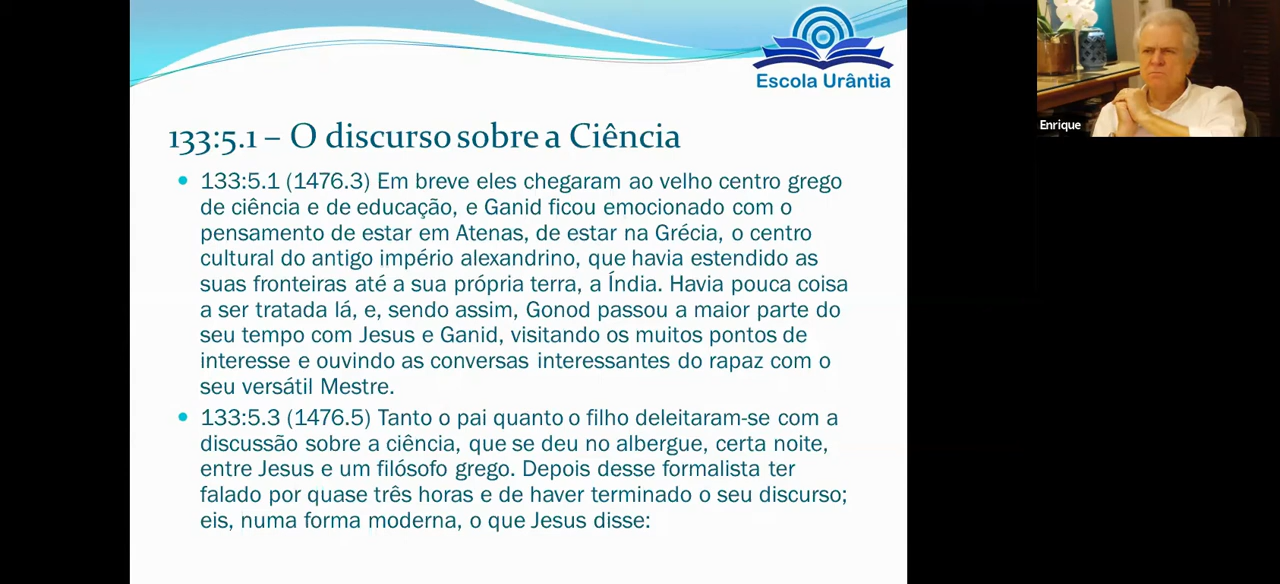 Escola Urântia
Enrique
133:5.1 – O discurso sobre a Ciência
• 133:5.1 (1476.3) Em breve eles chegaram ao velho centro grego
de ciência e de educação, e Ganid ficou emocionado com o
pensamento de estar em Atenas, de estar na Grécia, o centro
cultural do antigo império alexandrino, que havia estendido as
suas fronteiras até a sua própria terra, a Índia. Havia pouca coisa
a ser tratada lá, e, sendo assim, Gonod passou a maior parte do
seu tempo com Jesus e Ganid, visitando os muitos pontos de
interesse e ouvindo as conversas interessantes do rapaz com o
seu versátil Mestre.
• 133:5.3 (1476.5) Tanto o pai quanto o filho deleitaram-se com a
discussão sobre a ciência, que se deu no albergue, certa noite,
entre Jesus e um filósofo grego. Depois desse formalista ter
falado por quase três horas e de haver terminado o seu discurso;
eis, numa forma moderna, o que Jesus disse: